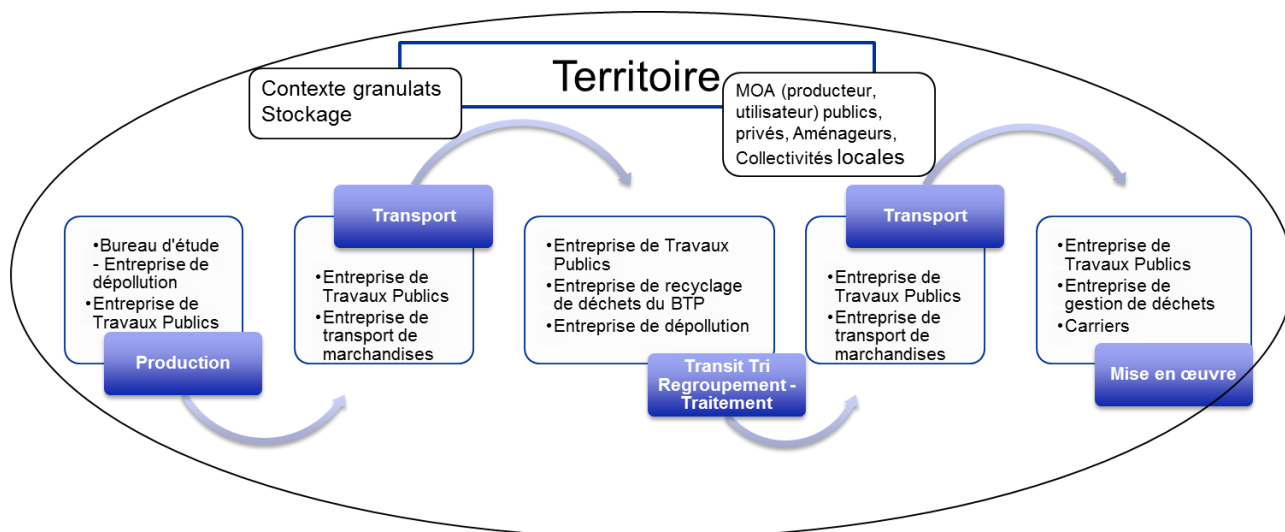 Territoire
Contexte granulats
Stockage
MOA (producteur,
utilisateur) publics,
privés, Aménageurs,
Collectivités locales
•Bureau d'étude
- Entreprise de
dépollution
•Entreprise de
Travaux Publics
Production
Transport
•Entreprise de
Travaux Publics
•Entreprise de
transport de
marchandises
•Entreprise de Travaux
Publics
•Entreprise de recyclage
de déchets du BTP
•Entreprise de dépollution
Transit Tri
Regroupement -
Traitement
Transport
•Entreprise de
Travaux Publics
•Entreprise de
transport de
marchandises
•Entreprise de
Travaux Publics
•Entreprise de
gestion de déchets
•Carriers
Mise en œuvre